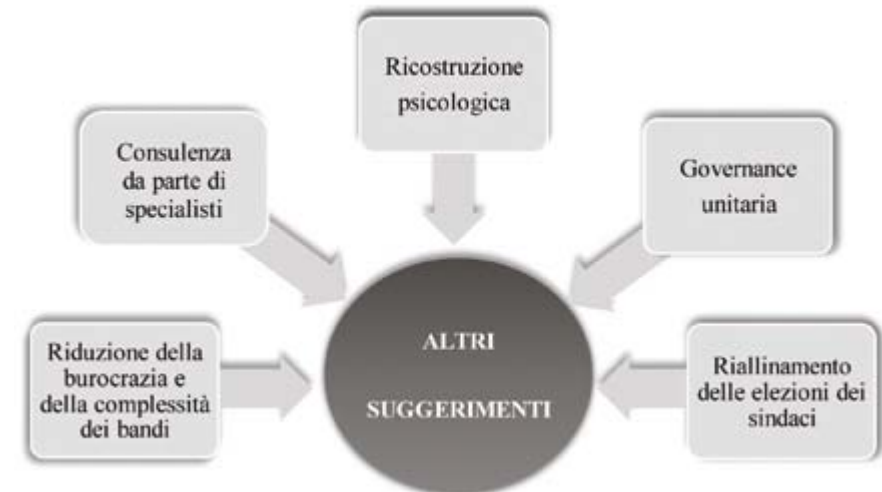 Ricostruzione
psicologica
Consulenza
da parte di
specialisti
Governance
unitaria
Riduzione della
burocrazia e
della complessità
dei bandi
ALTRI
SUGGERIMENTI
Riallinamento
delle elezioni dei
sindaci